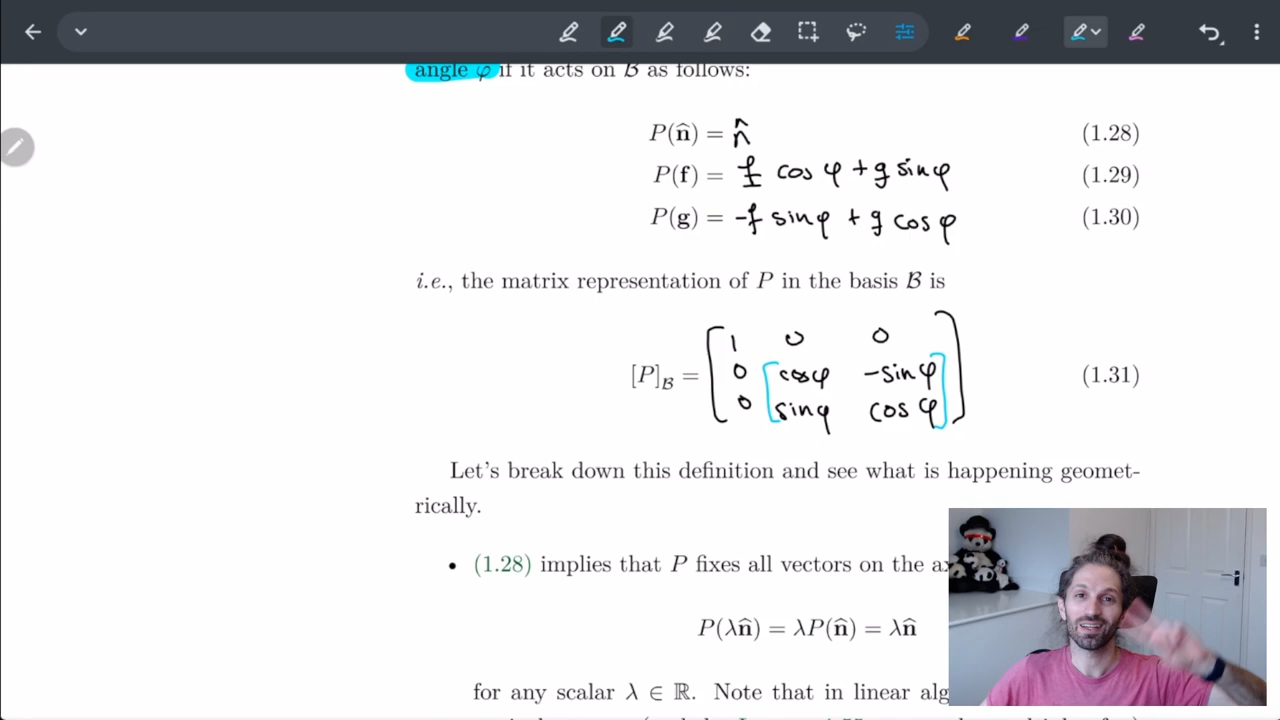 angle φ if it acts on B as follows:
P(n̂) = n̂ (1.28)
P(f) = f cos φ + g sin φ (1.29)
P(g) = -f sin φ + g cos φ (1.30)
i.e., the matrix representation of P in the basis B is
1 0 0
[P]_B = 0 cos φ -sin φ (1.31)
0 sin φ cos φ
Let's break down this definition and see what is happening geomet-
rically.
• (1.28) implies that P fixes all vectors on the
P(λn̂) = λP(n̂) = λn̂
for any scalar λ ∈ ℝ. Note that in linear alg